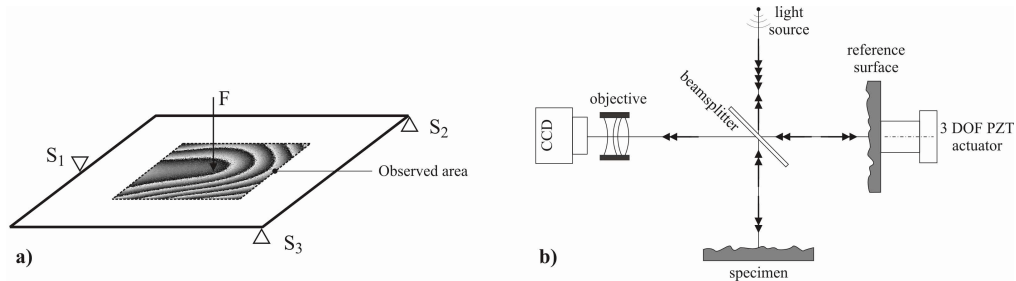 F
S1
S2
Observed area
S3
a)
light
source
reference
surface
beamsplitter
objective
CCD
3 DOF PZT
actuator
specimen
b)